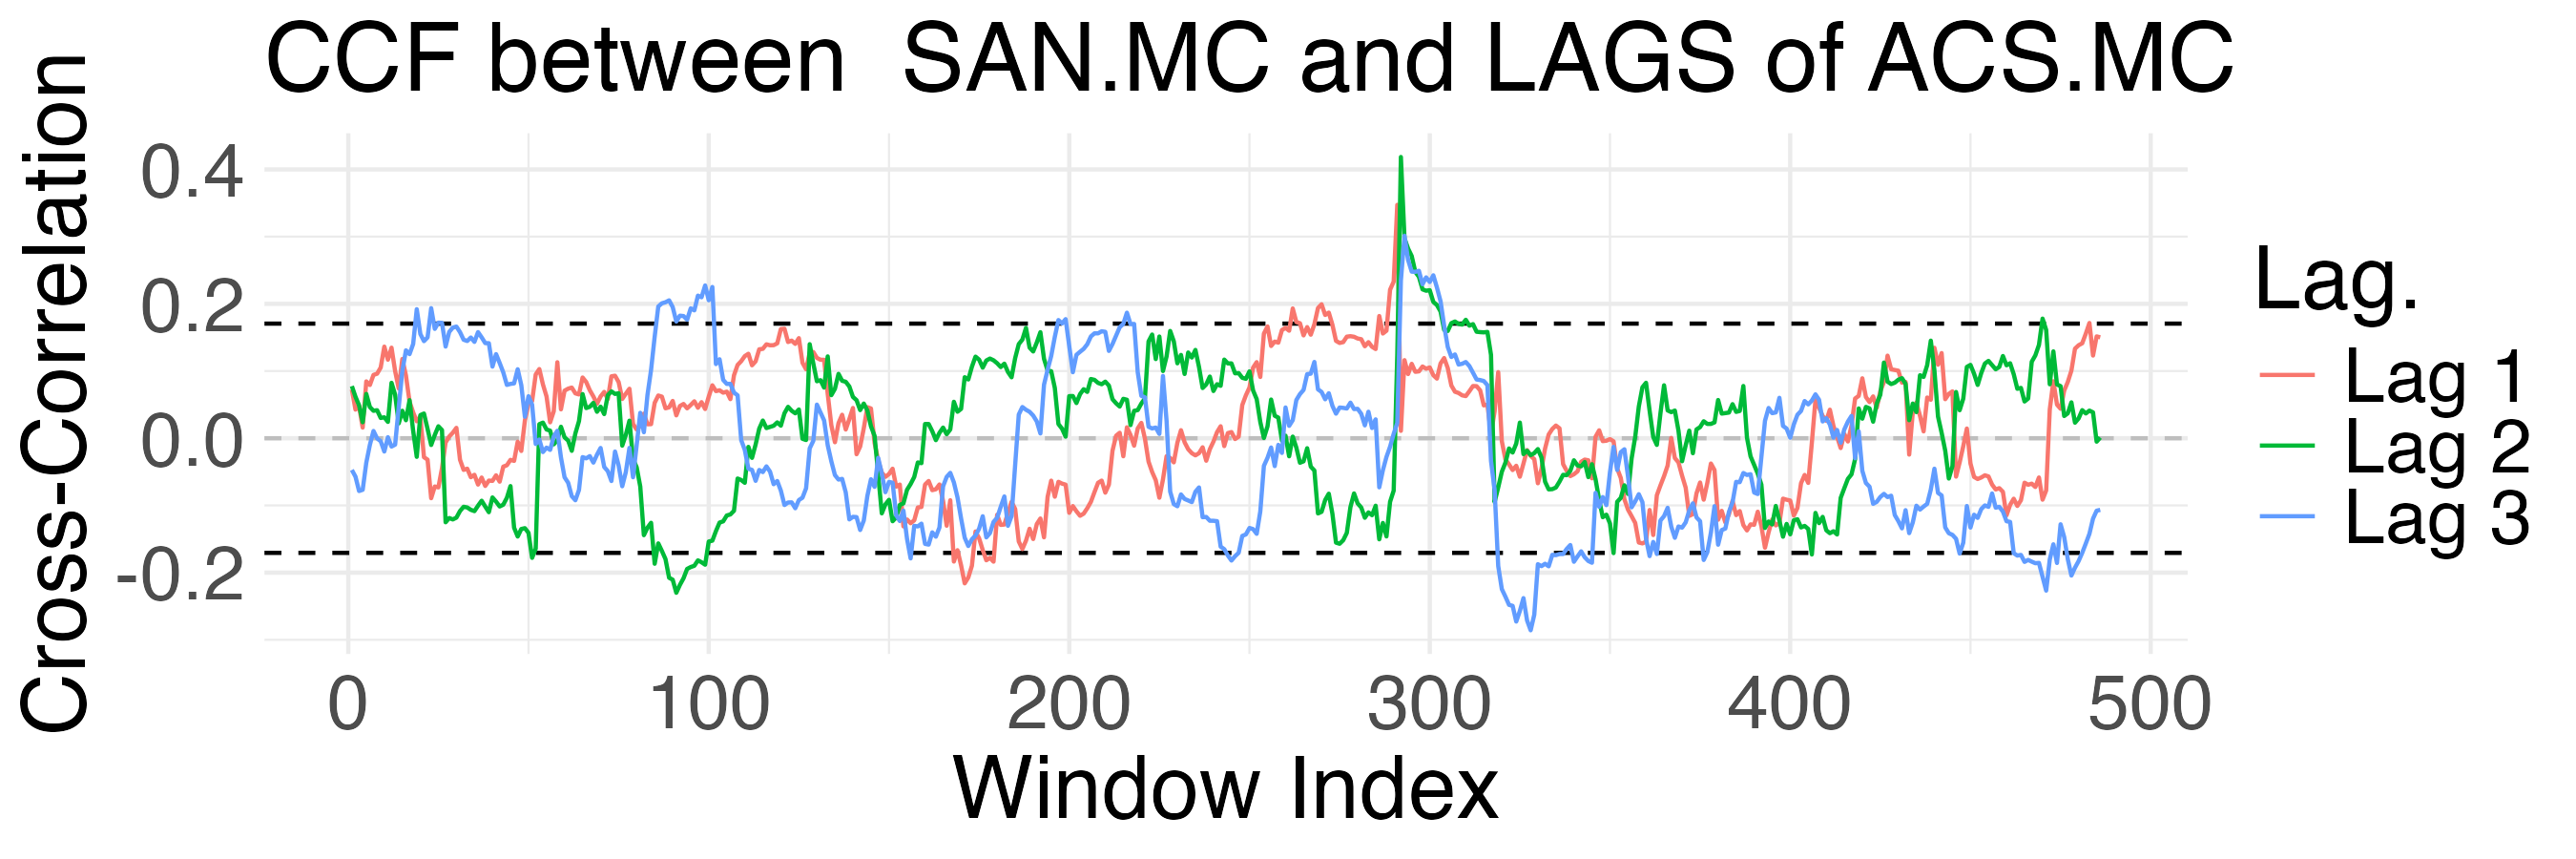 CCF between  SAN.MC and LAGS of ACS.MC
Cross-Correlation
0.4
0.2
0.0
-0.2
0 100 200 300 400 500
Window Index
Lag.
Lag 1
Lag 2
Lag 3